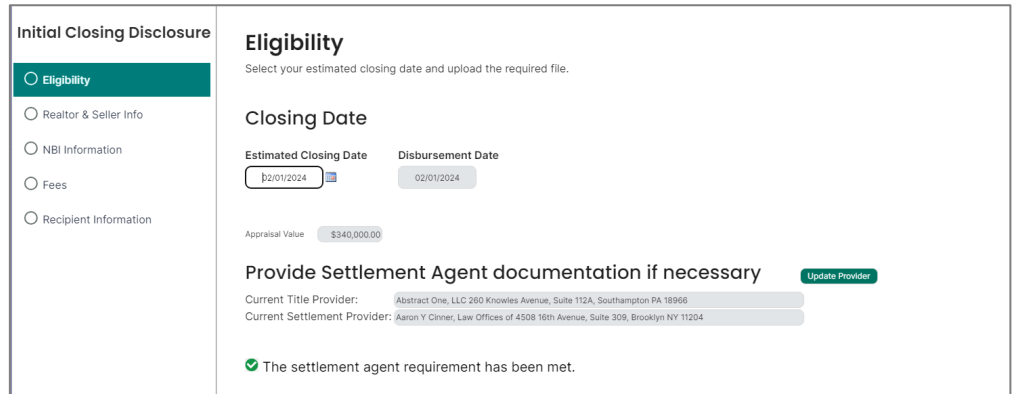 Initial Closing Disclosure
Eligibility
Realtor & Seller Info
NBI Information
Fees
Recipient Information
Eligibility
Select your estimated closing date and upload the required file.
Closing Date
Estimated Closing Date Disbursement Date
02/01/2024 02/01/2024
Appraisal Value $340,000.00
Provide Settlement Agent documentation if necessary Update Provider
Current Title Provider: Abstract One, LLC 260 Knowles Avenue, Suite 112A, Southampton PA 18966
Current Settlement Provider: Aaron Y Cinner, Law Offices of 4508 16th Avenue, Suite 309, Brooklyn NY 11204
The settlement agent requirement has been met.